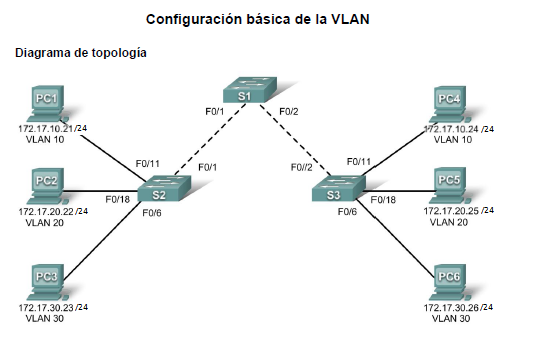 Configuración básica de la VLAN
Diagrama de topología
PC1
172.17.10.21/24
VLAN 10
PC2
172.17.20.22/24
VLAN 20
PC3
172.17.30.23/24
VLAN 30
S1
F0/1
F0/2
F0/11
F0/1
S2
F0/18
F0/6
F0//2
F0/11
S3
F0/18
F0/6
PC4
172.17.10.24/24
VLAN 10
PC5
172.17.20.25/24
VLAN 20
PC6
172.17.30.26/24
VLAN 30